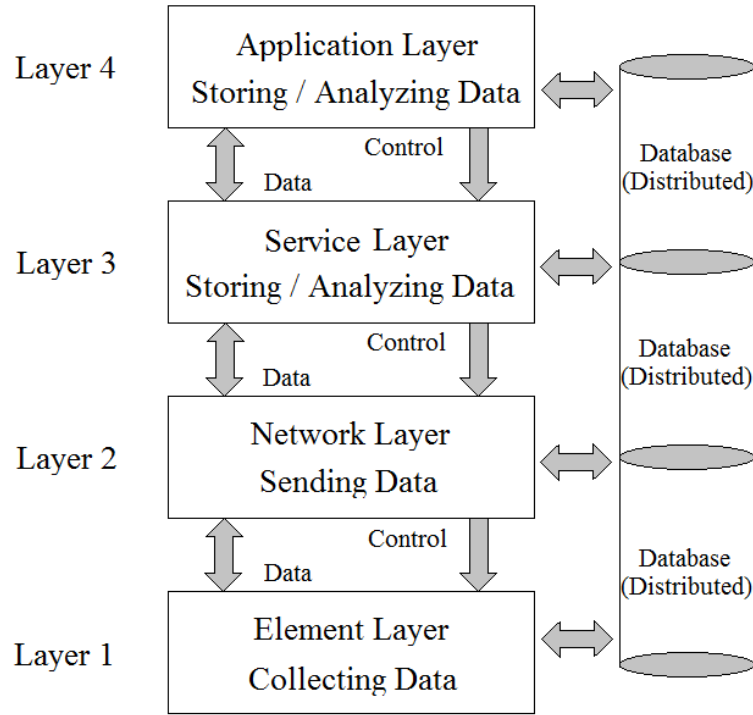 Layer 4
Application Layer
Storing / Analyzing Data
Control
Data
Database
(Distributed)
Layer 3
Service Layer
Storing / Analyzing Data
Control
Data
Database
(Distributed)
Layer 2
Network Layer
Sending Data
Control
Data
Database
(Distributed)
Layer 1
Element Layer
Collecting Data